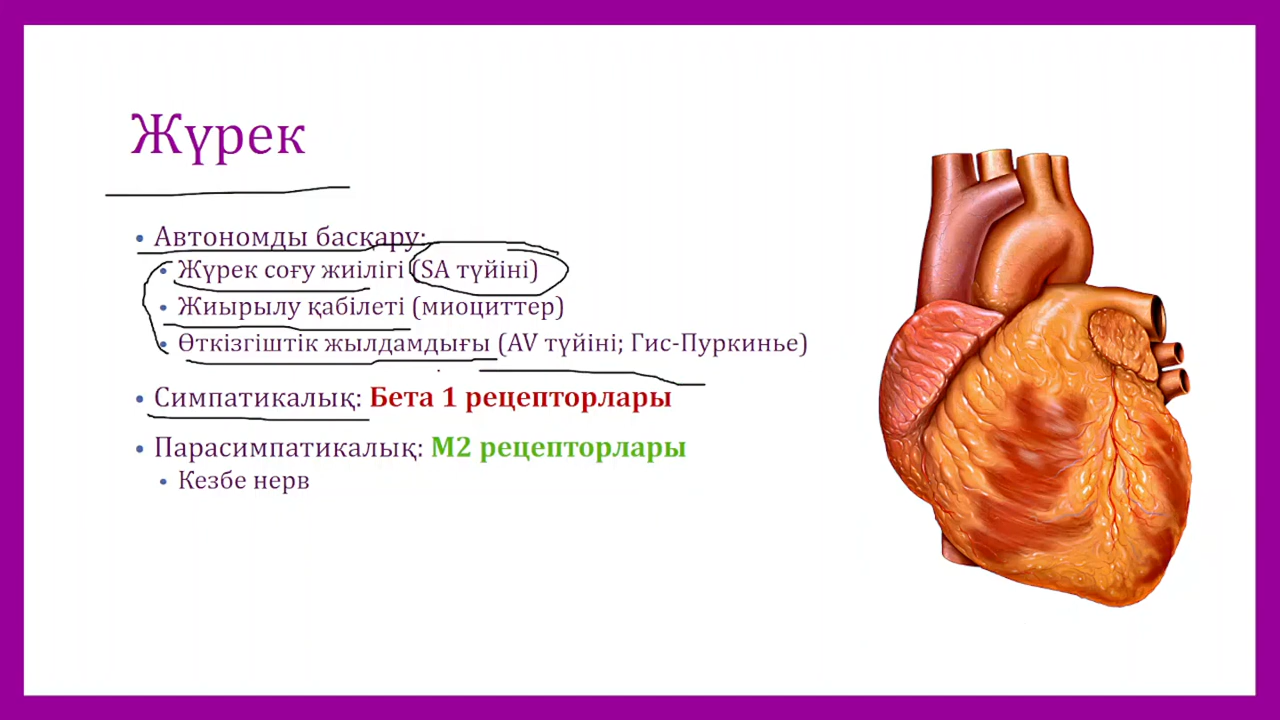 Жүрек
Автономды басқару:
Жүрек соғу жиілігі (SA түйіні)
Жиырылу қабілеті (миоциттер)
Өткізгіштік жылдамдығы (AV түйіні; Гис-Пуркинье)
Симпатикалық: Бета 1 рецепторлары
Парасимпатикалық: М2 рецепторлары
Кезбе нерв